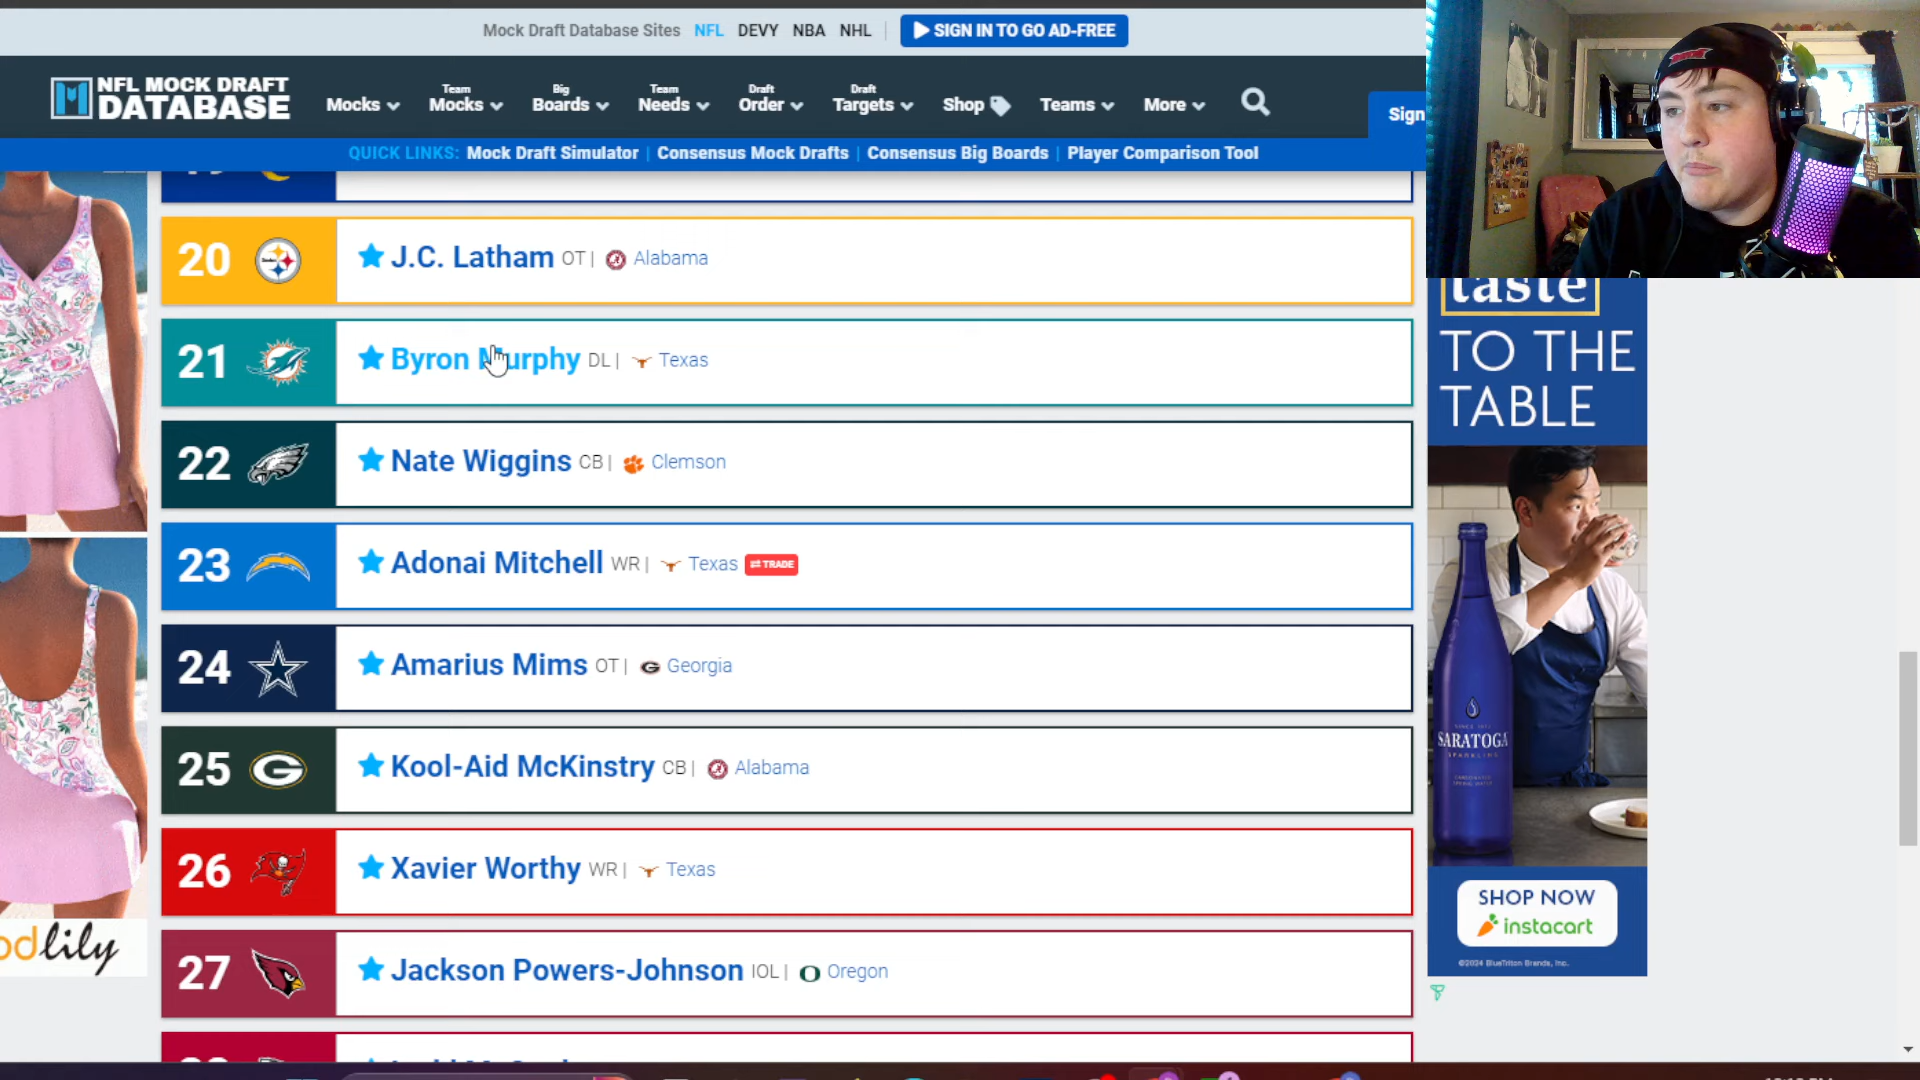 Mock Draft Database Sites NFL DEVY NBA NHL SIGN IN TO GO AD-FREE
NFL MOCK DRAFT
DATABASE
Mocks
Team
Mocks
Big
Boards
Team
Needs
Draft
Order
Draft
Targets
Shop
Teams
More
Sign
QUICK LINKS: Mock Draft Simulator | Consensus Mock Drafts | Consensus Big Boards | Player Comparison Tool
20 J.C. Latham OT | Alabama
21 Byron Murphy DL | Texas
22 Nate Wiggins CB | Clemson
23 Adonai Mitchell WR | Texas TRADE
24 Amarius Mims OT | Georgia
25 Kool-Aid McKinstry CB | Alabama
26 Xavier Worthy WR | Texas
27 Jackson Powers-Johnson IOL | Oregon
taste
TO THE
TABLE
SARATOGA
SHOP NOW
instacart
©2024 BlueTriton Brands, Inc.
odlily